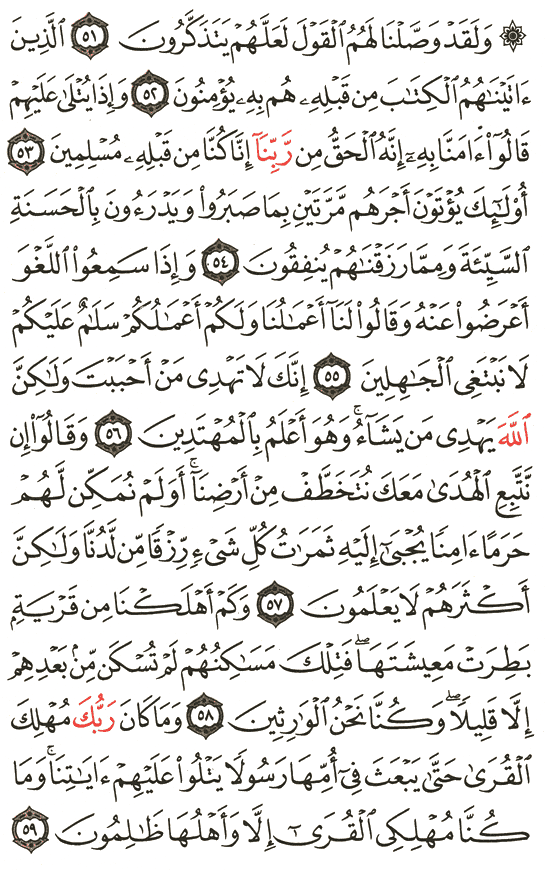 ۞ وَلَقَدْ وَصَّلْنَا لَهُمُ ٱلْقَوْلَ لَعَلَّهُمْ يَتَذَكَّرُونَ ٥١ ٱلَّذِينَ
ءَاتَيْنَٰهُمُ ٱلْكِتَٰبَ مِن قَبْلِهِۦ هُم بِهِۦ يُؤْمِنُونَ ٥٢ وَإِذَا يُتْلَىٰ عَلَيْهِمْ
قَالُوٓا۟ ءَامَنَّا بِهِۦٓ إِنَّهُ ٱلْحَقُّ مِن رَّبِّنَآ إِنَّا كُنَّا مِن قَبْلِهِۦ مُسْلِمِينَ ٥٣
أُو۟لَٰٓئِكَ يُؤْتَوْنَ أَجْرَهُم مَّرَّتَيْنِ بِمَا صَبَرُوا۟ وَيَدْرَءُونَ بِٱلْحَسَنَةِ
ٱلسَّيِّئَةَ وَمِمَّا رَزَقْنَٰهُمْ يُنفِقُونَ ٥٤ وَإِذَا سَمِعُوا۟ ٱللَّغْوَ
أَعْرَضُوا۟ عَنْهُ وَقَالُوا۟ لَنَآ أَعْمَٰلُنَا وَلَكُمْ أَعْمَٰلُكُمْ سَلَٰمٌ عَلَيْكُمْ
لَا نَبْتَغِى ٱلْجَٰهِلِينَ ٥٥ إِنَّكَ لَا تَهْدِى مَنْ أَحْبَبْتَ وَلَٰكِنَّ
ٱللَّهَ يَهْدِى مَن يَشَآءُ ۚ وَهُوَ أَعْلَمُ بِٱلْمُهْتَدِينَ ٥٦ وَقَالُوٓا۟ إِن
نَّتَّبِعِ ٱلْهُدَىٰ مَعَكَ نُتَخَطَّفْ مِنْ أَرْضِنَآ ۚ أَوَلَمْ نُمَكِّن لَّهُمْ
حَرَمًا ءَامِنًا يُجْبَىٰٓ إِلَيْهِ ثَمَرَٰتُ كُلِّ شَىْءٍ رِّزْقًا مِّن لَّدُنَّا وَلَٰكِنَّ
أَكْثَرَهُمْ لَا يَعْلَمُونَ ٥٧ وَكَمْ أَهْلَكْنَا مِن قَرْيَةٍۭ
بَطِرَتْ مَعِيشَتَهَا ۖ فَتِلْكَ مَسَٰكِنُهُمْ لَمْ تُسْكَن مِّنۢ بَعْدِهِمْ
إِلَّا قَلِيلًا ۖ وَكُنَّا نَحْنُ ٱلْوَٰرِثِينَ ٥٨ وَمَا كَانَ رَبُّكَ مُهْلِكَ
ٱلْقُرَىٰ حَتَّىٰ يَبْعَثَ فِىٓ أُمِّهَا رَسُولًا يَتْلُوا۟ عَلَيْهِمْ ءَايَٰتِنَا ۚ وَمَا
كُنَّا مُهْلِكِى ٱلْقُرَىٰٓ إِلَّا وَأَهْلُهَا ظَٰلِمُونَ ٥٩